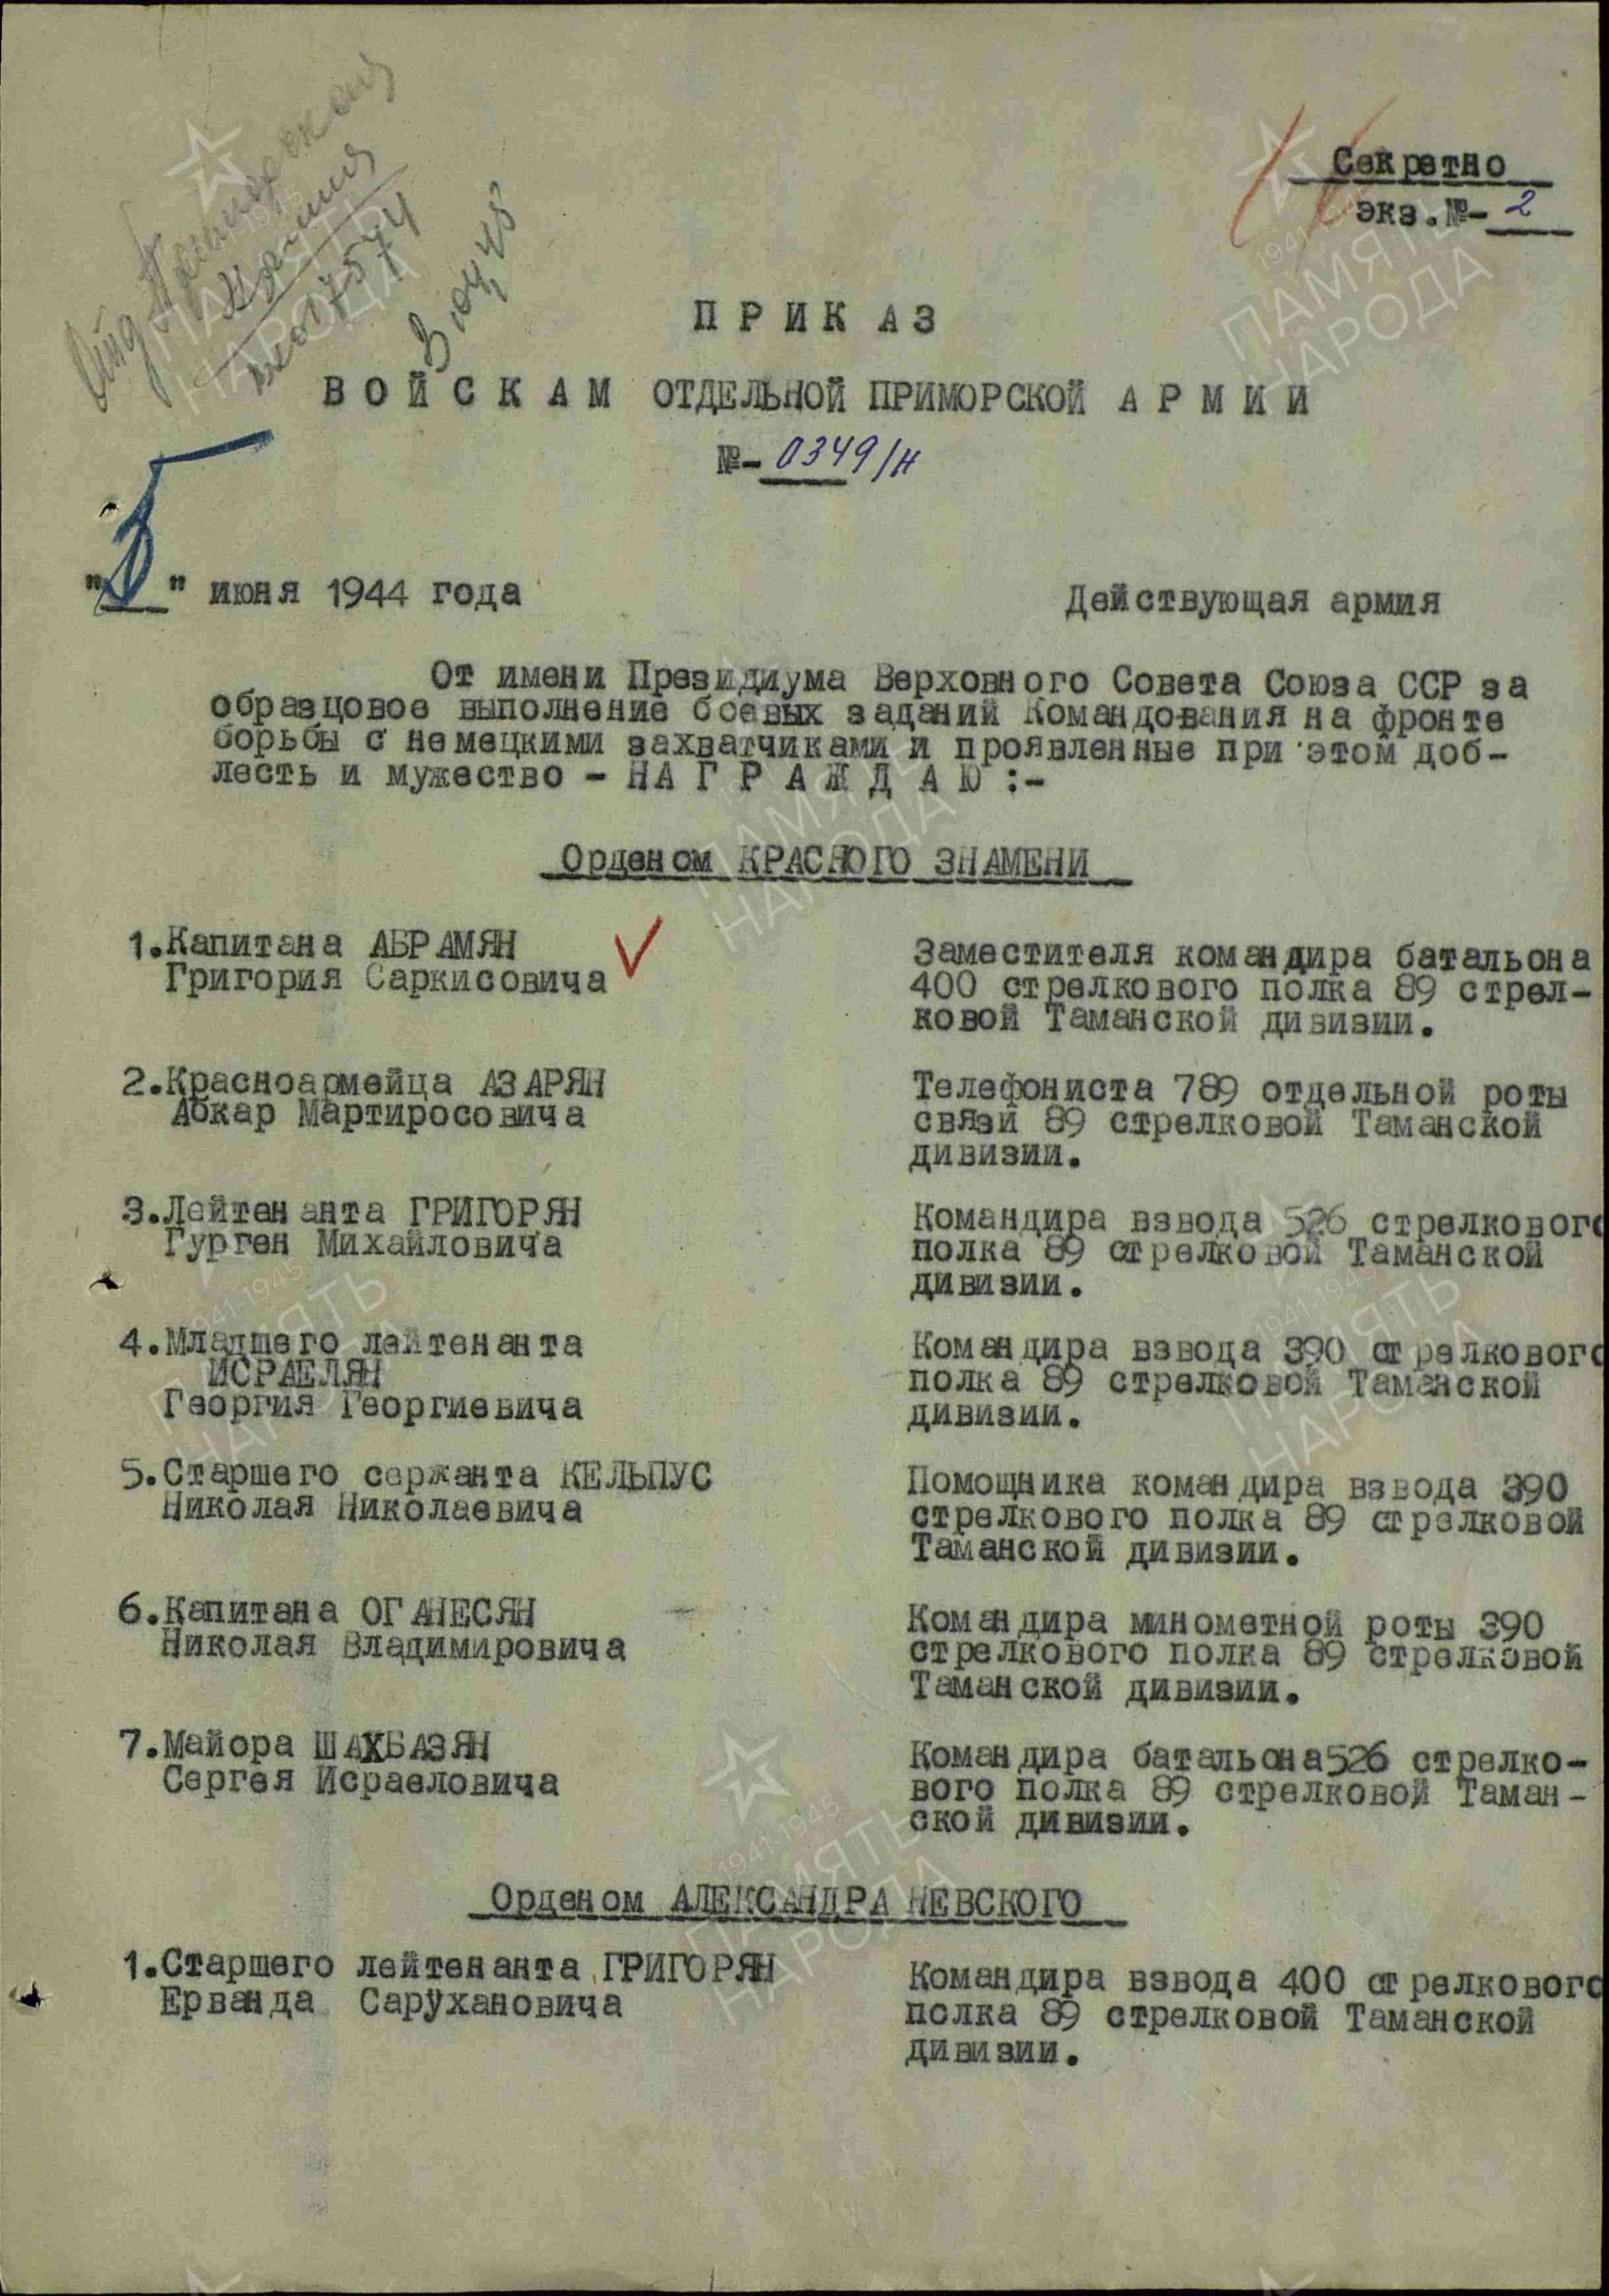 Секретно
экз.№- 2
П Р И К А З
В О Й С К А М ОТДЕЛЬНОЙ ПРИМОРСКОЙ А Р М И И
№- 0349/н
" " июня 1944 года
Действующая армия
От имени Президиума Верховного Совета Союза ССР за
образцовое выполнение боевых заданий Командования на фронте
борьбы с немецкими захватчиками и проявленные при этом доб-
лесть и мужество - Н А Г Р А Ж Д А Ю :-
Орденом КРАСНОГО ЗНАМЕНИ
1.Капитана АБРАМЯН
Григория Саркисовича
Заместителя командира батальона
400 стрелкового полка 89 стрел-
ковой Таманской дивизии.
2.Красноармейца АЗАРЯН
Абкар Мартиросовича
Телефониста 789 отдельной роты
связи 89 стрелковой Таманской
дивизии.
3.Лейтенанта ГРИГОРЯН
Гурген Михайловича
Командира взвода 526 стрелкового
полка 89 стрелковой Таманской
дивизии.
4.Младшего лейтенанта
ИСРАЕЛЯН
Георгия Георгиевича
Командира взвода 390 стрелкового
полка 89 стрелковой Таманской
дивизии.
5.Старшего сержанта КЕЛЬПУС
Николая Николаевича
Помощника командира взвода 390
стрелкового полка 89 стрелковой
Таманской дивизии.
6.Капитана ОГАНЕСЯН
Николая Владимировича
Командира минометной роты 390
стрелкового полка 89 стрелковой
Таманской дивизии.
7.Майора ШАХБАЗЯН
Сергея Исраеловича
Командира батальона526 стрелко-
вого полка 89 стрелковой Таман-
ской дивизии.
Орденом АЛЕКСАНДРА НЕВСКОГО
1.Старшего лейтенанта ГРИГОРЯН
Ерванда Сарухановича
Командира взвода 400 стрелкового
полка 89 стрелковой Таманской
дивизии.
1941-1945
ПАМЯТЬ
НАРОДА